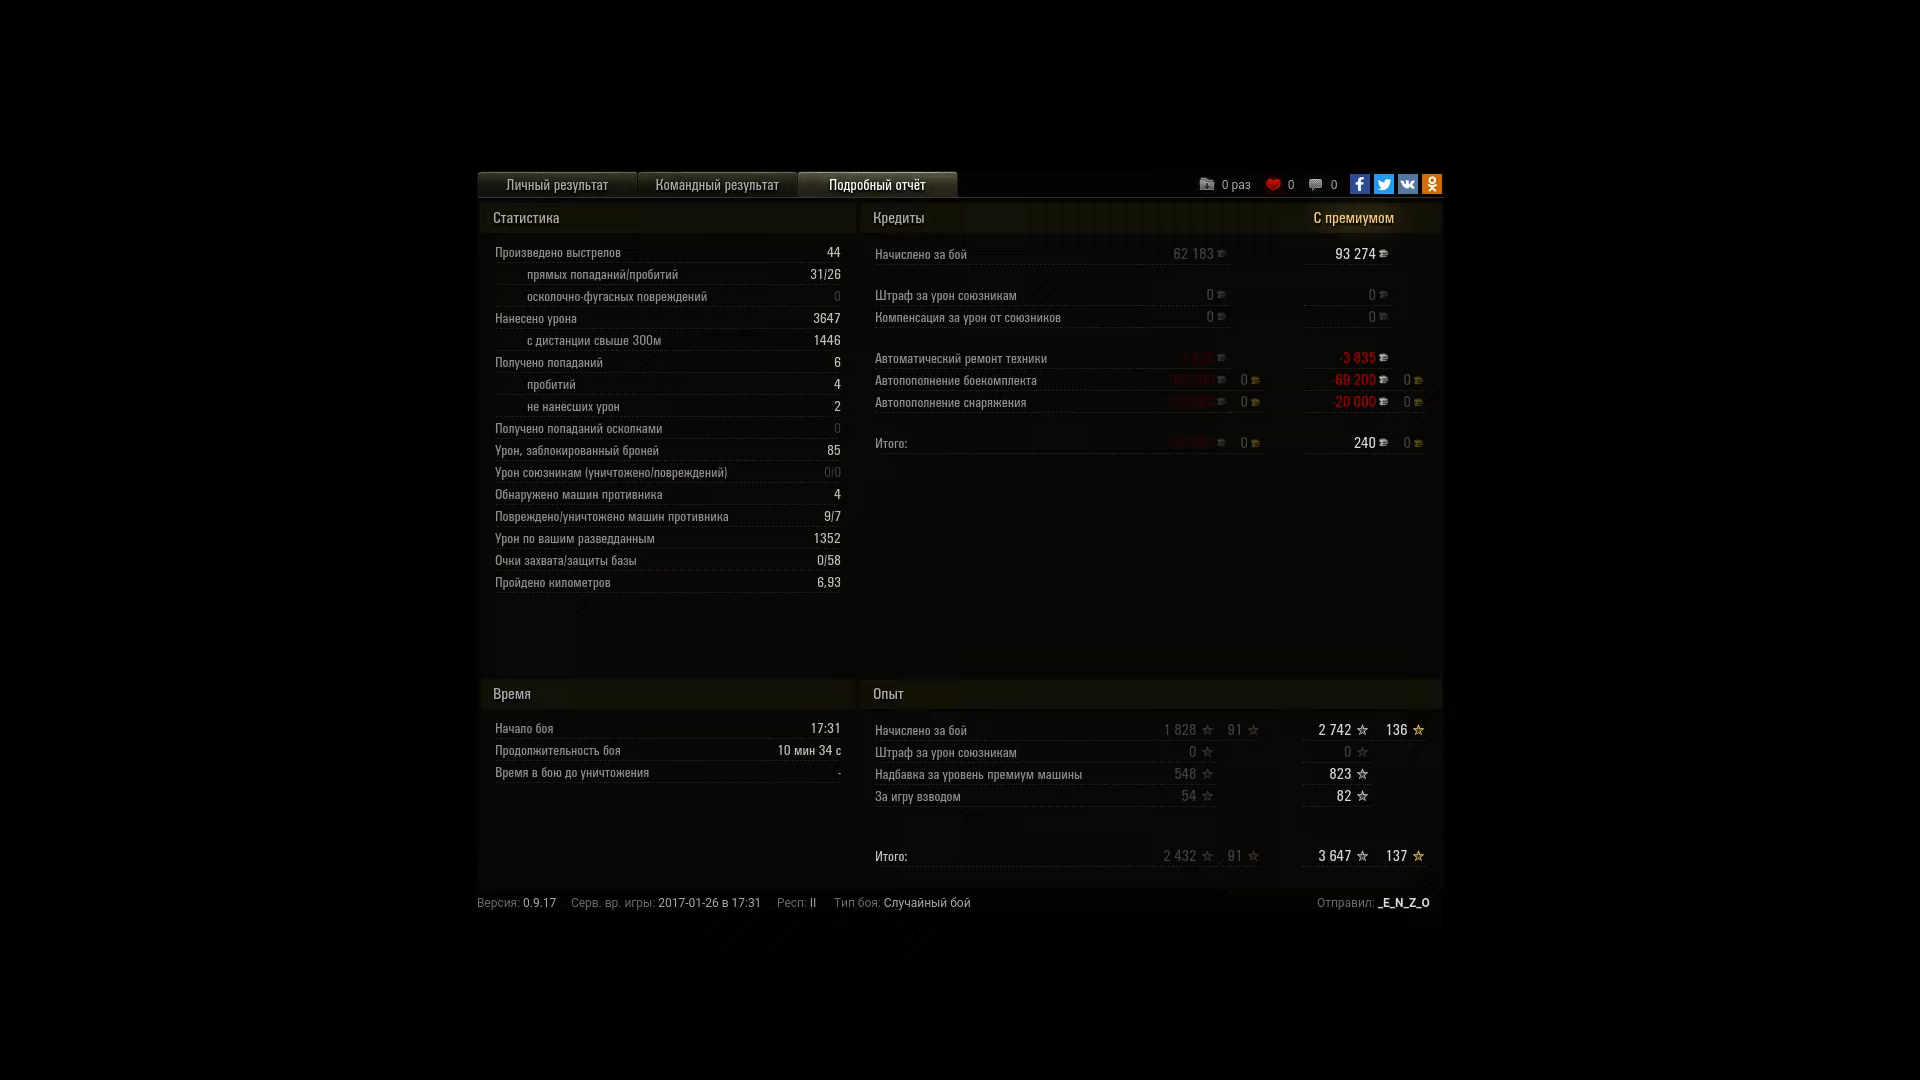 Личный результат Командный результат Подробный отчёт 0 раз 0 0
Статистика
Произведено выстрелов 44
прямых попаданий/пробитий 31/26
осколочно-фугасных повреждений 0
Нанесено урона 3647
с дистанции свыше 300м 1446
Получено попаданий 6
пробитий 4
не нанесших урон 2
Получено попаданий осколками 0
Урон, заблокированный броней 85
Урон союзникам (уничтожено/повреждений) 0/0
Обнаружено машин противника 4
Повреждено/уничтожено машин противника 9/7
Урон по вашим разведданным 1352
Очки захвата/защиты базы 0/58
Пройдено километров 6,93
Кредиты С премиумом
Начислено за бой 62 183 93 274
Штраф за урон союзникам 0 0
Компенсация за урон от союзников 0 0
Автоматический ремонт техники -3 835
Автопополнение боекомплекта 0 -69 200 0
Автопополнение снаряжения 0 -20 000 0
Итого: 0 240 0
Время
Начало боя 17:31
Продолжительность боя 10 мин 34 с
Время в бою до уничтожения -
Опыт
Начислено за бой 1 828 91 2 742 136
Штраф за урон союзникам 0 0
Надбавка за уровень премиум машины 548 823
За игру взводом 54 82
Итого: 2 432 91 3 647 137
Версия: 0.9.17 Серв. вр. игры: 2017-01-26 в 17:31 Респ: II Тип боя: Случайный бой Отправил: _E_N_Z_O